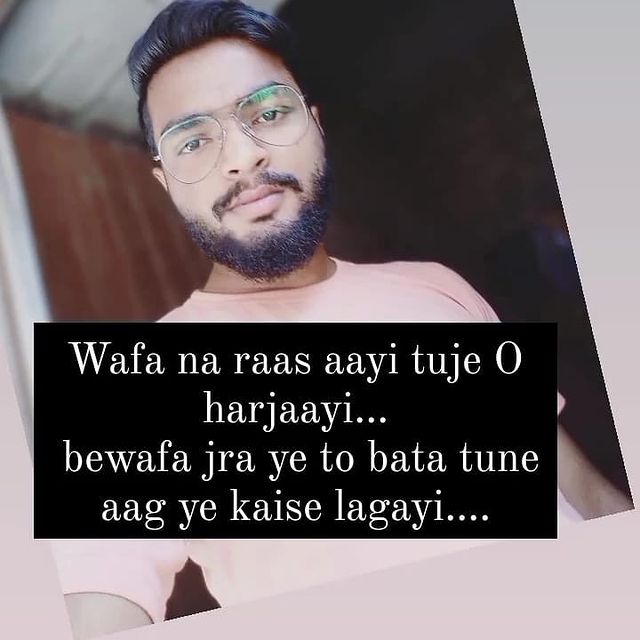 Wafa na raas aayi tuje O
harjaayi...
bewafa jra ye to bata tune
aag ye kaise lagayi....